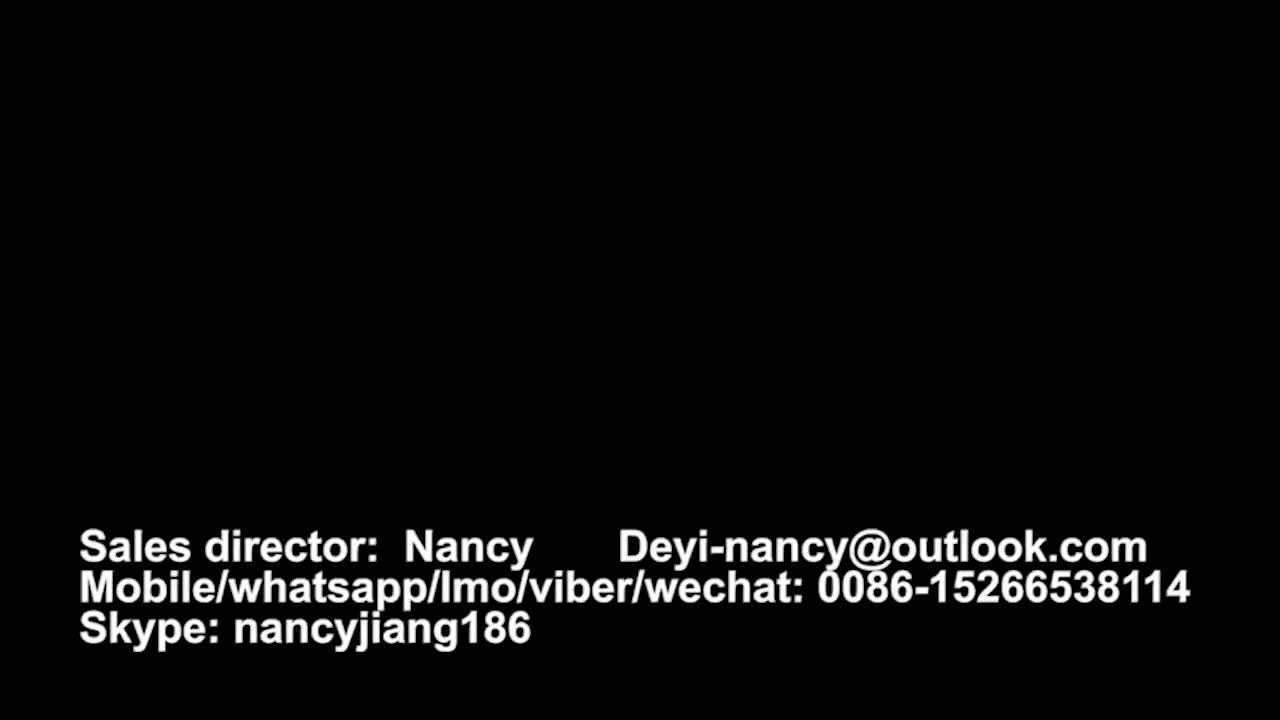 Sales director: Nancy Deyi-nancy@outlook.com
Mobile/whatsapp/Imo/viber/wechat: 0086-15266538114
Skype: nancyjiang186